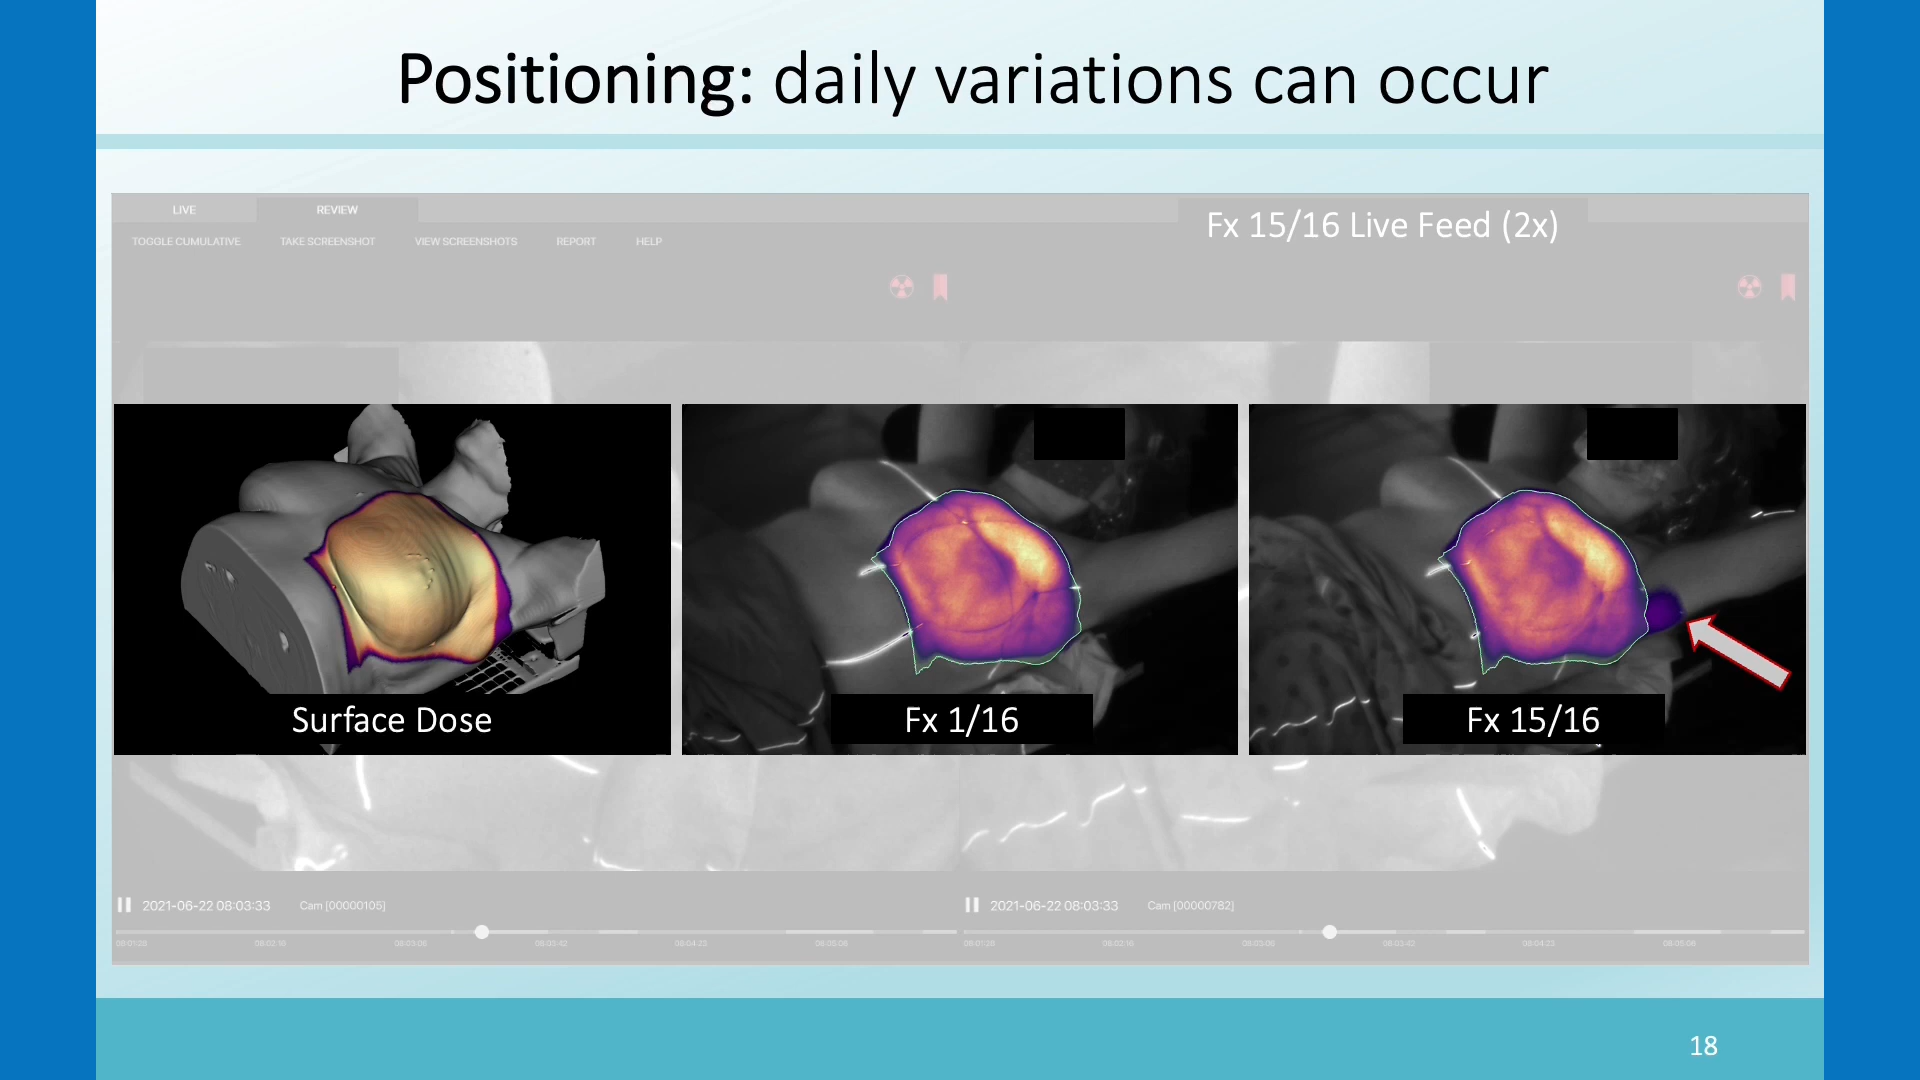 Positioning: daily variations can occur
LIVE
REVIEW
Fx 15/16 Live Feed (2x)
TOGGLE CUMULATIVE
TAKE SCREENSHOT
VIEW SCREENSHOTS
REPORT
HELP
Surface Dose
Fx 1/16
Fx 15/16
2021-06-22 08:03:33
Cam [00000105]
2021-06-22 08:03:33
Cam [00000782]
18